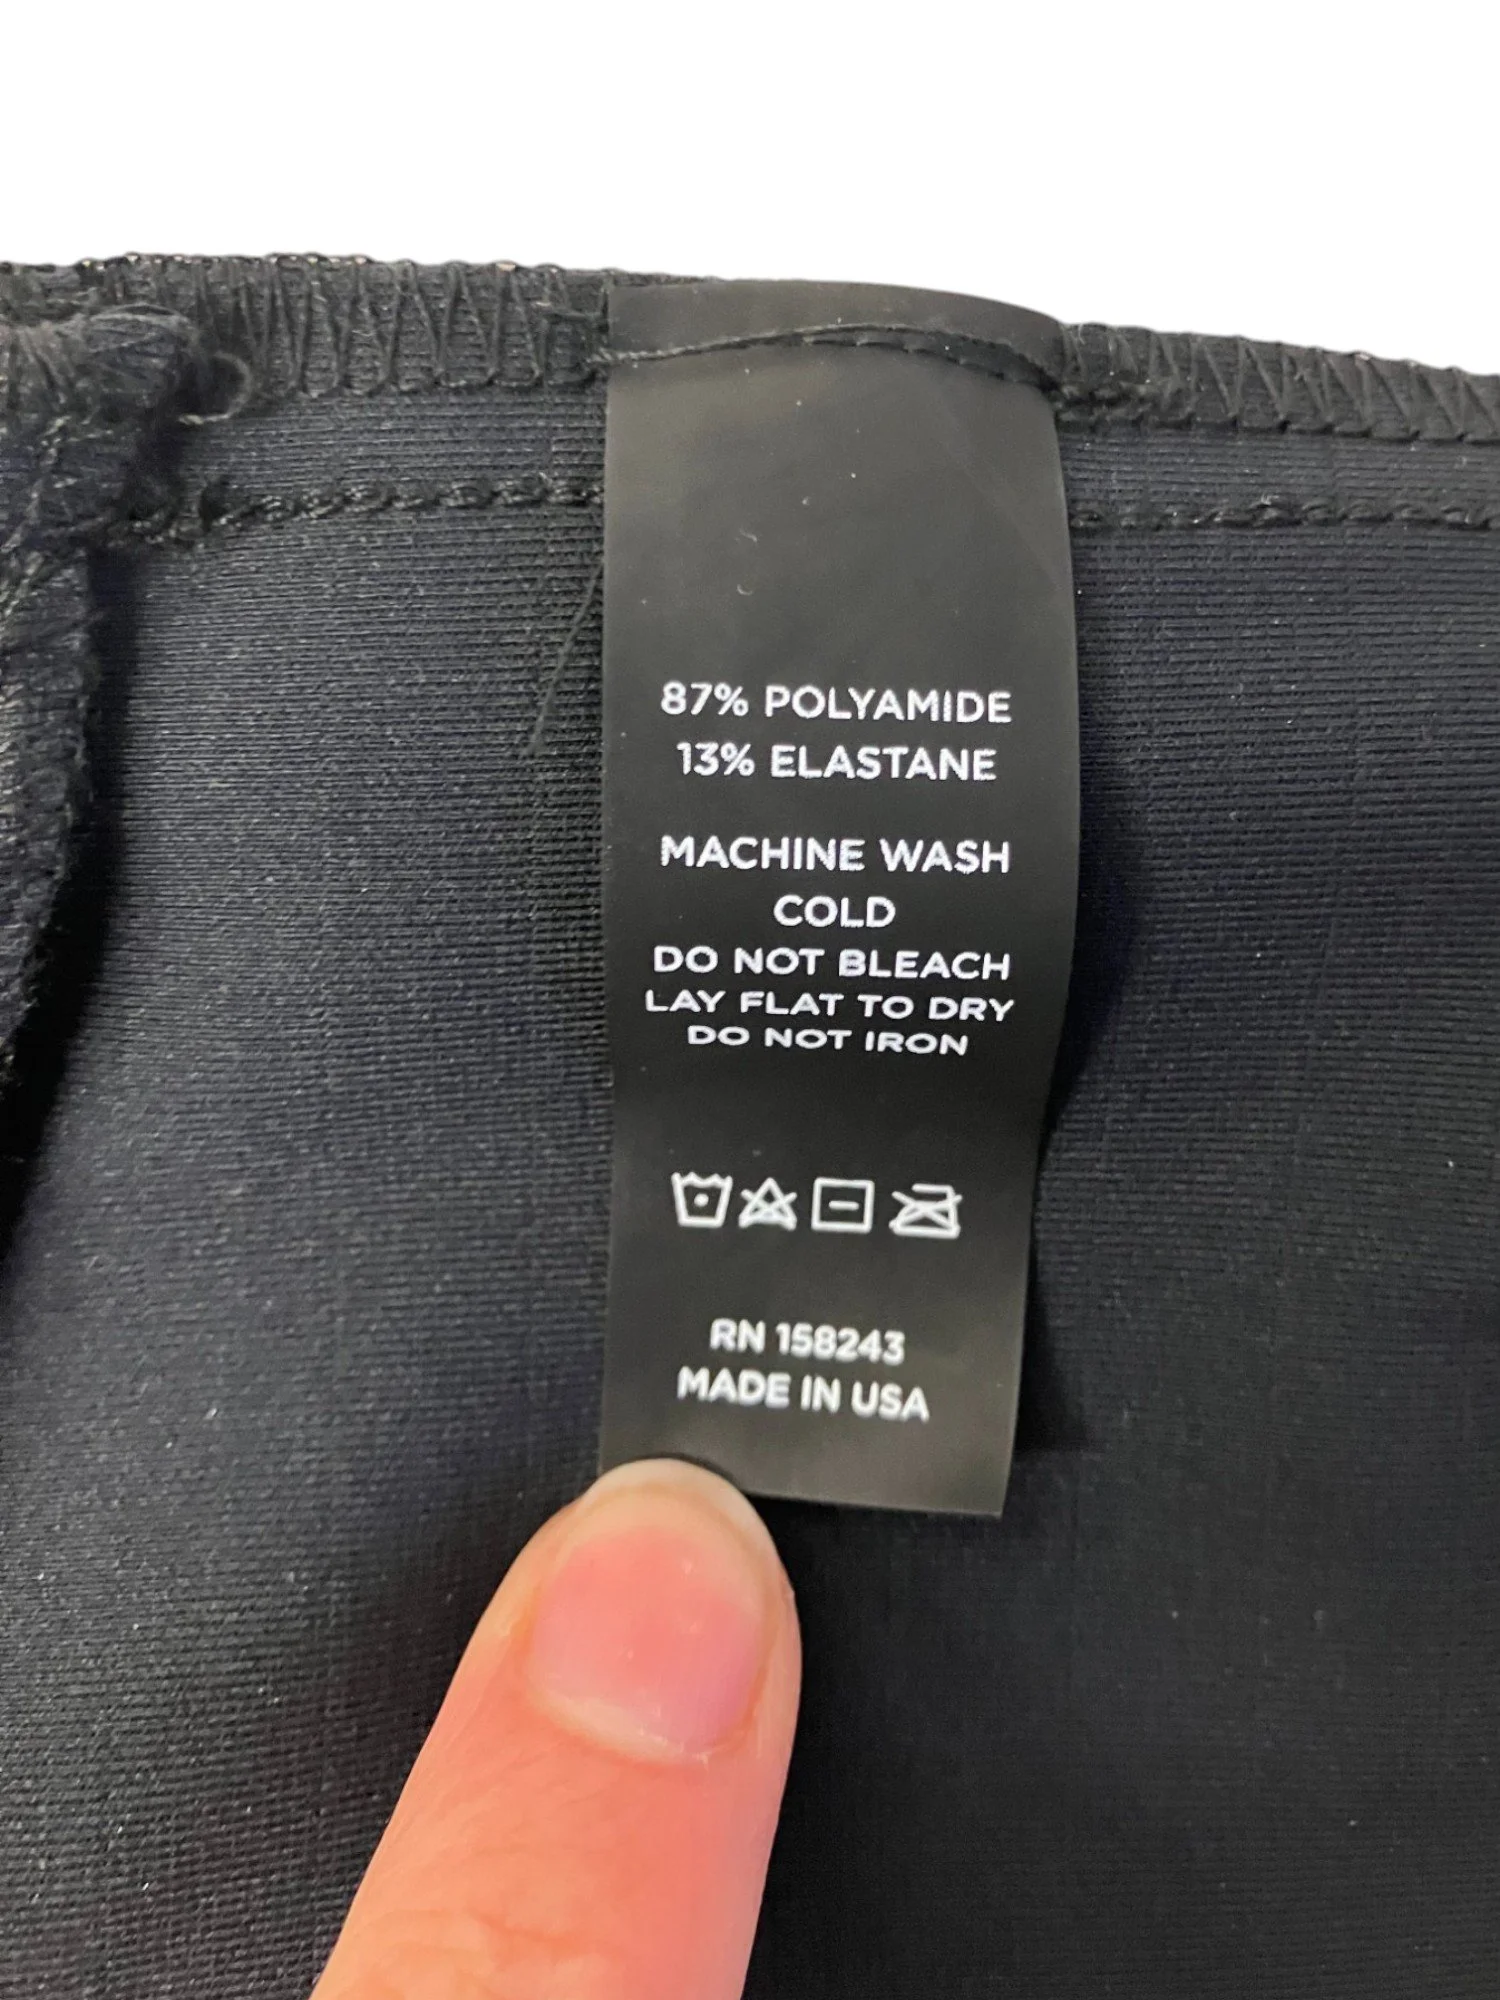 87% POLYAMIDE
13% ELASTANE
MACHINE WASH
COLD
DO NOT BLEACH
LAY FLAT TO DRY
DO NOT IRON
RN 158243
MADE IN USA